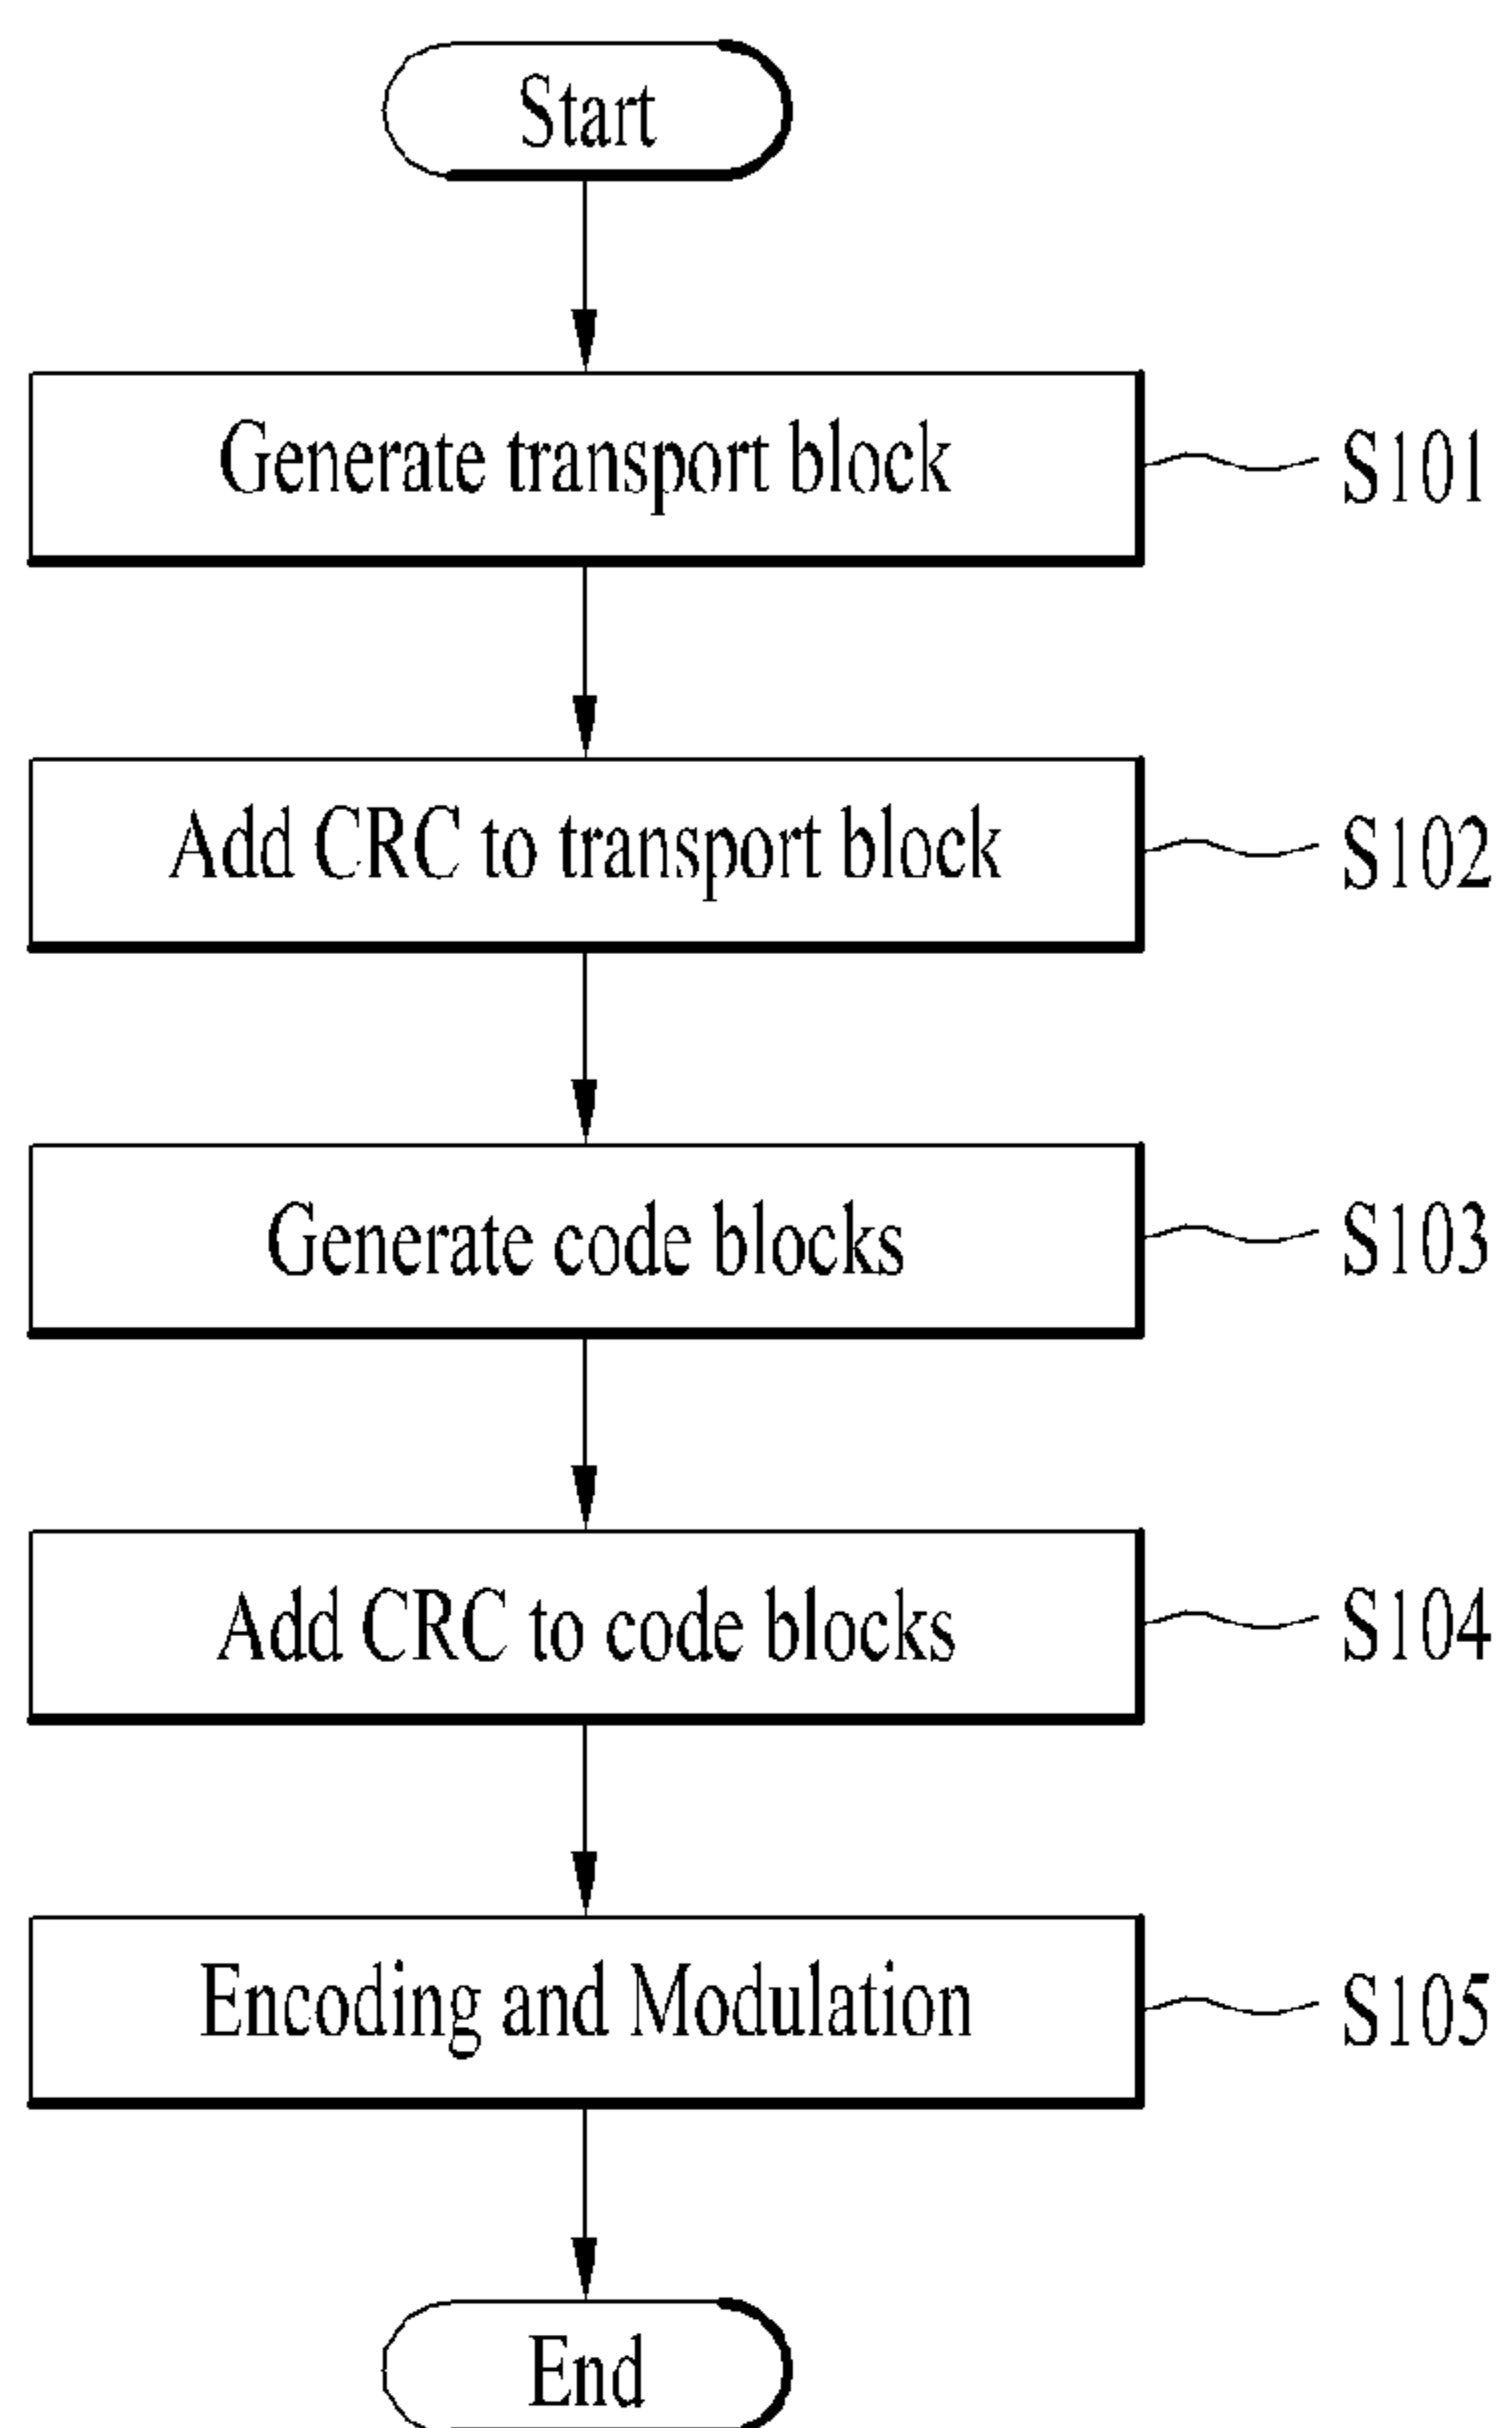 Start
Generate transport block
S101
Add CRC to transport block
S102
Generate code blocks
S103
Add CRC to code blocks
S104
Encoding and Modulation
S105
End